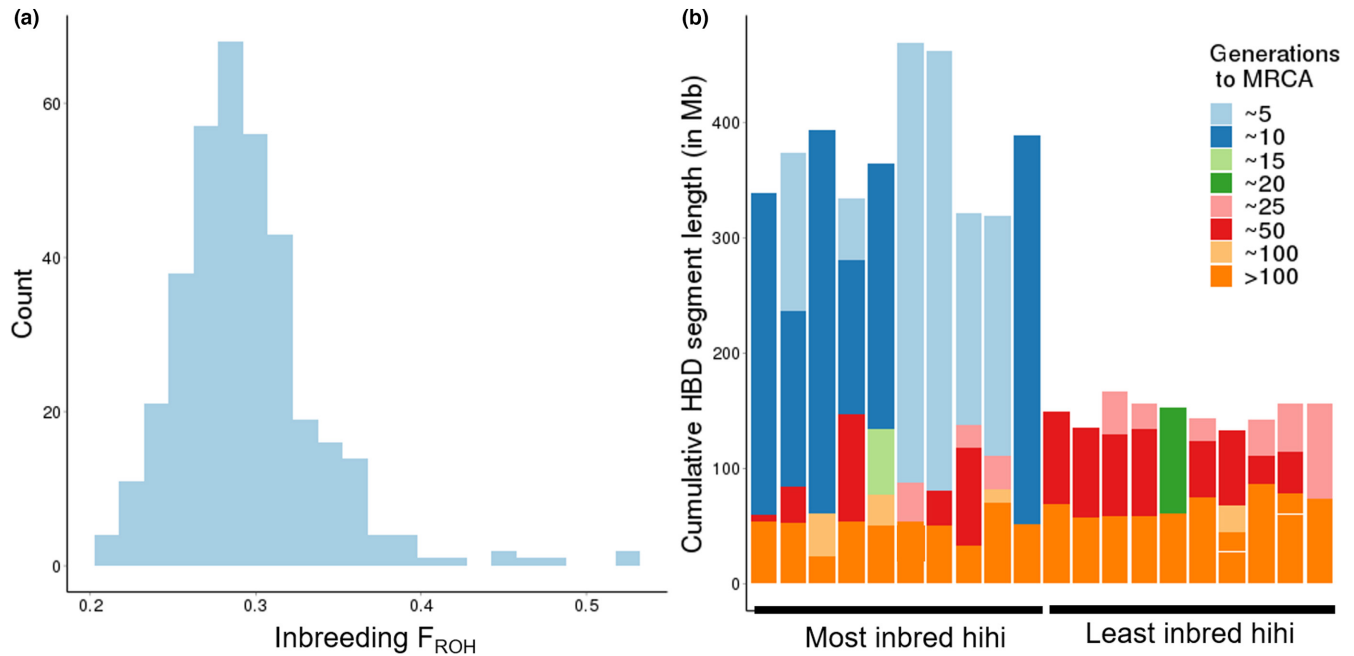 (a)
Count
60
40
20
0
0.2
0.3
0.4
0.5
Inbreeding FROH
(b)
Cumulative HBD segment length (in Mb)
400
300
200
100
0
Generations
to MRCA
~5
~10
~15
~20
~25
~50
~100
>100
Most inbred hihi
Least inbred hihi